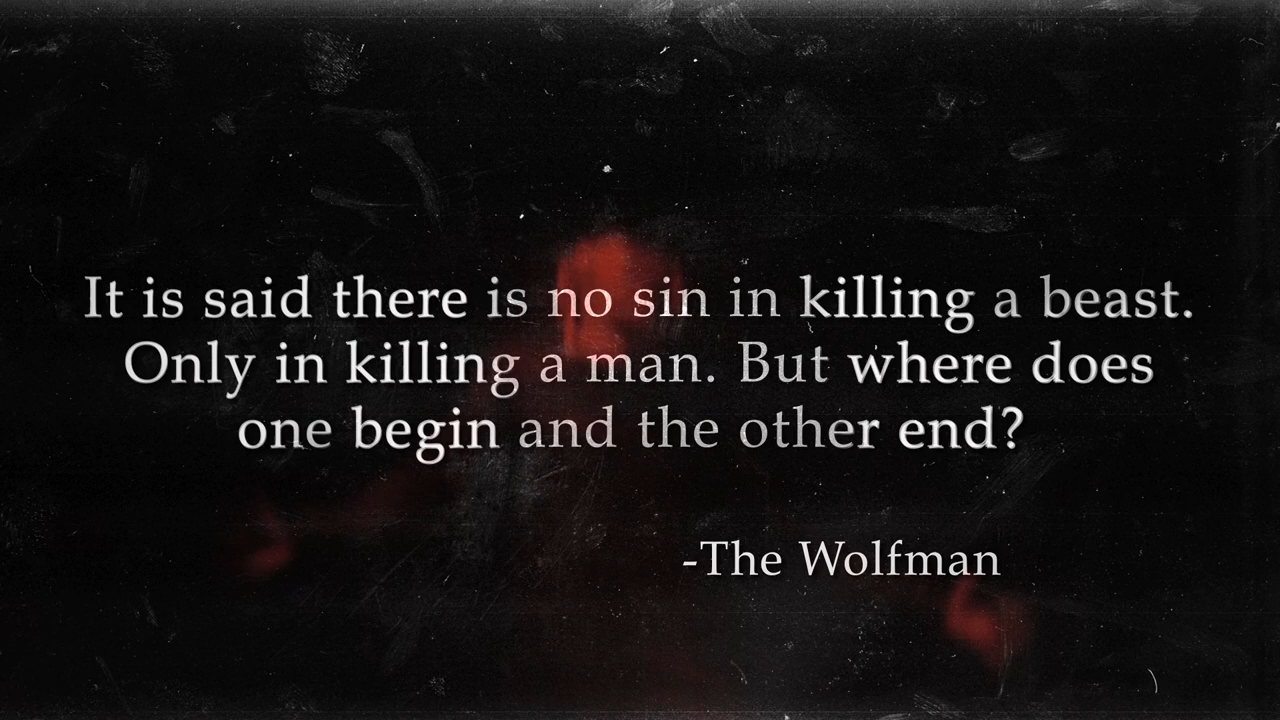 It is said there is no sin in killing a beast.
Only in killing a man. But where does
one begin and the other end?
-The Wolfman